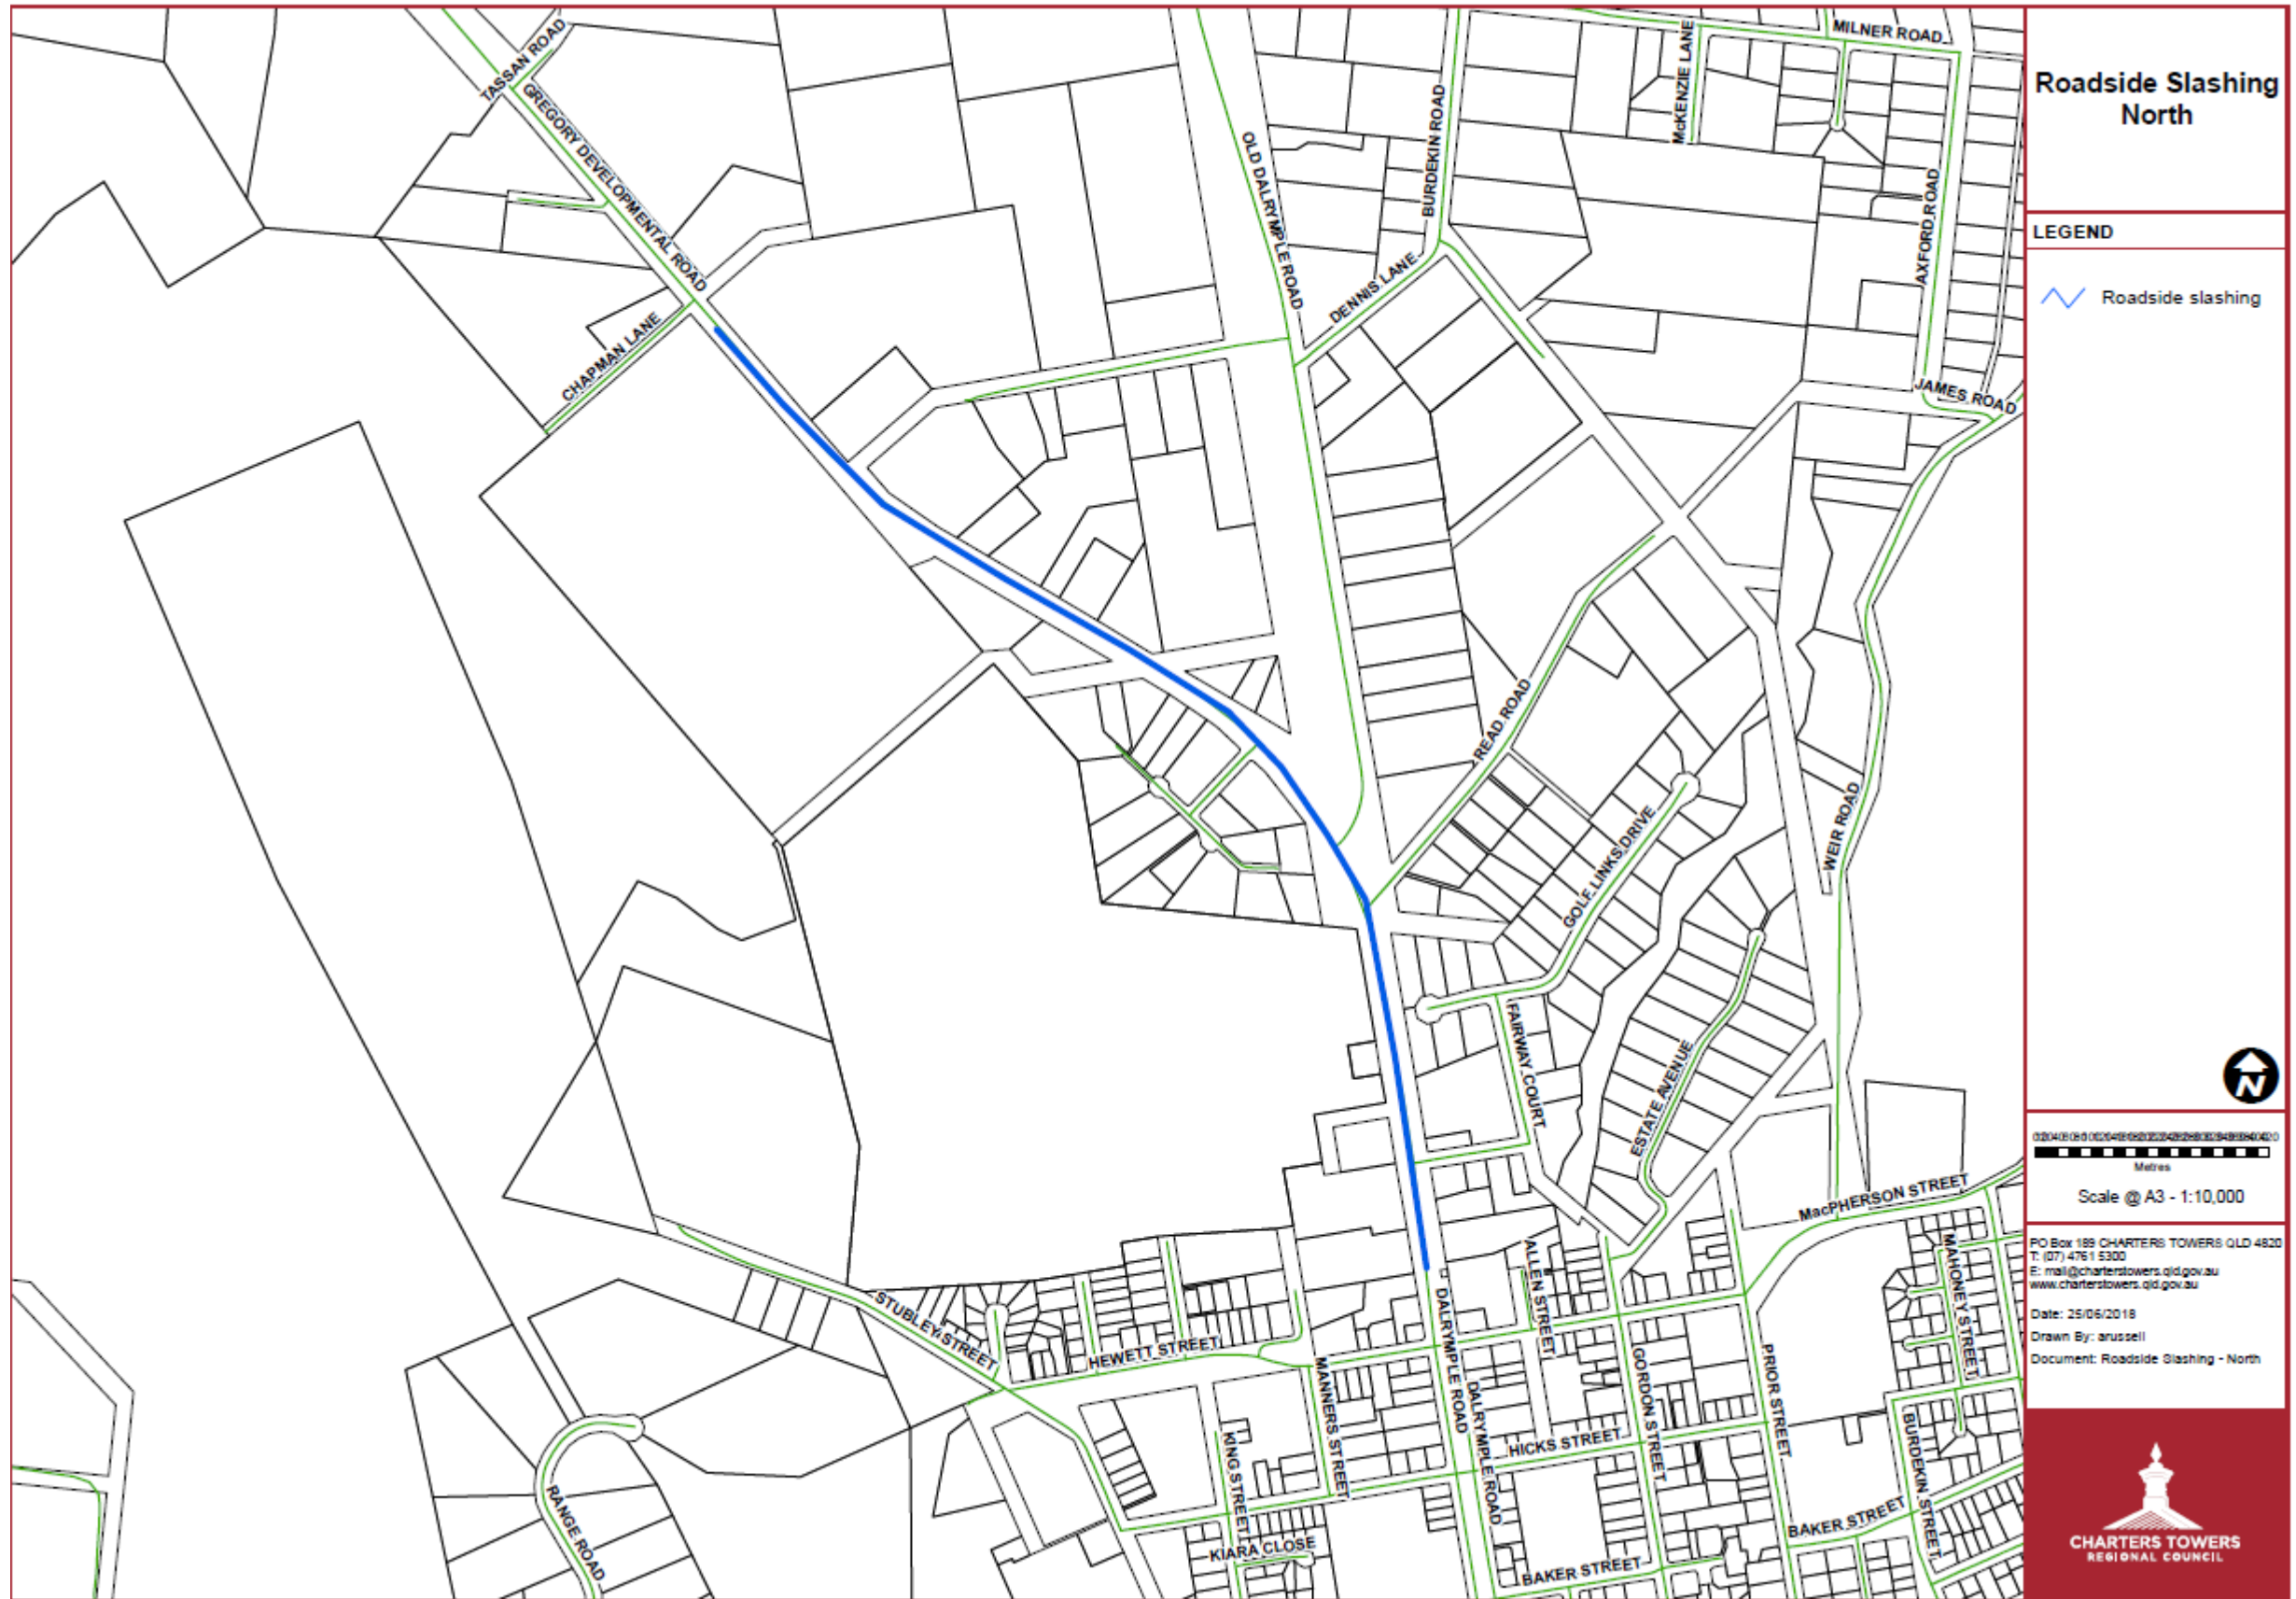 TASSAN ROAD
GREGORY DEVELOPMENTAL ROAD
CHAPMAN LANE
OLD DALRYMPLE ROAD
DENNIS LANE
BURDEKIN ROAD
McKENZIE LANE
MILNER ROAD
AXFORD ROAD
JAMES ROAD
READ ROAD
GOLF LINKS DRIVE
WEIR ROAD
FAIRWAY COURT
ESTATE AVENUE
MacPHERSON STREET
MAHONEY STREET
ALLEN STREET
STUBLEY STREET
HEWETT STREET
MANNERS STREET
DALRYMPLE ROAD
DALRYMPLE ROAD
GORDON STREET
PRIOR STREET
HICKS STREET
KING STREET
BURDEKIN STREET
RANGE ROAD
KIARA CLOSE
BAKER STREET
BAKER STREET
Roadside Slashing
North
LEGEND
Roadside slashing
N
Metres
Scale @ A3 - 1:10,000
PO Box 189 CHARTERS TOWERS QLD 4820
T: (07) 4761 5300
E: mail@charterstowers.qld.gov.au
www.charterstowers.qld.gov.au
Date: 25/06/2018
Drawn By: arussell
Document: Roadside Slashing - North
CHARTERS TOWERS
REGIONAL COUNCIL